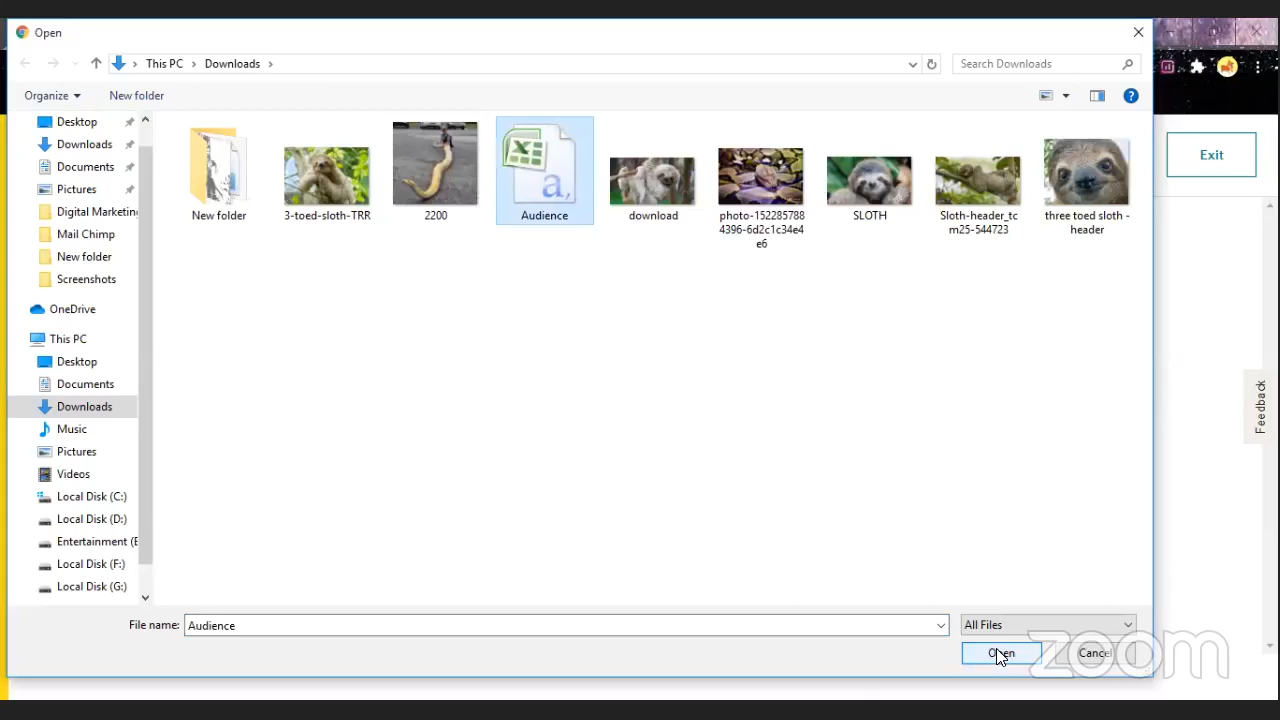 Open
This PC
Downloads
Search Downloads
Organize
New folder
Exit
Desktop
Downloads
Documents
Pictures
Digital Marketing
Mail Chimp
New folder
Screenshots
OneDrive
This PC
Desktop
Documents
Downloads
Music
Pictures
Videos
Local Disk (C:)
Local Disk (D:)
Entertainment (E
Local Disk (F:)
Local Disk (G:)
New folder
3-toed-sloth-TRR
2200
a,
Audience
download
photo-152285788
4396-6d2c1c34e4
e6
SLOTH
Sloth-header_tc
m25-544723
three toed sloth -
header
Feedback
File name:
Audience
All Files
Open
Cancel
zoom